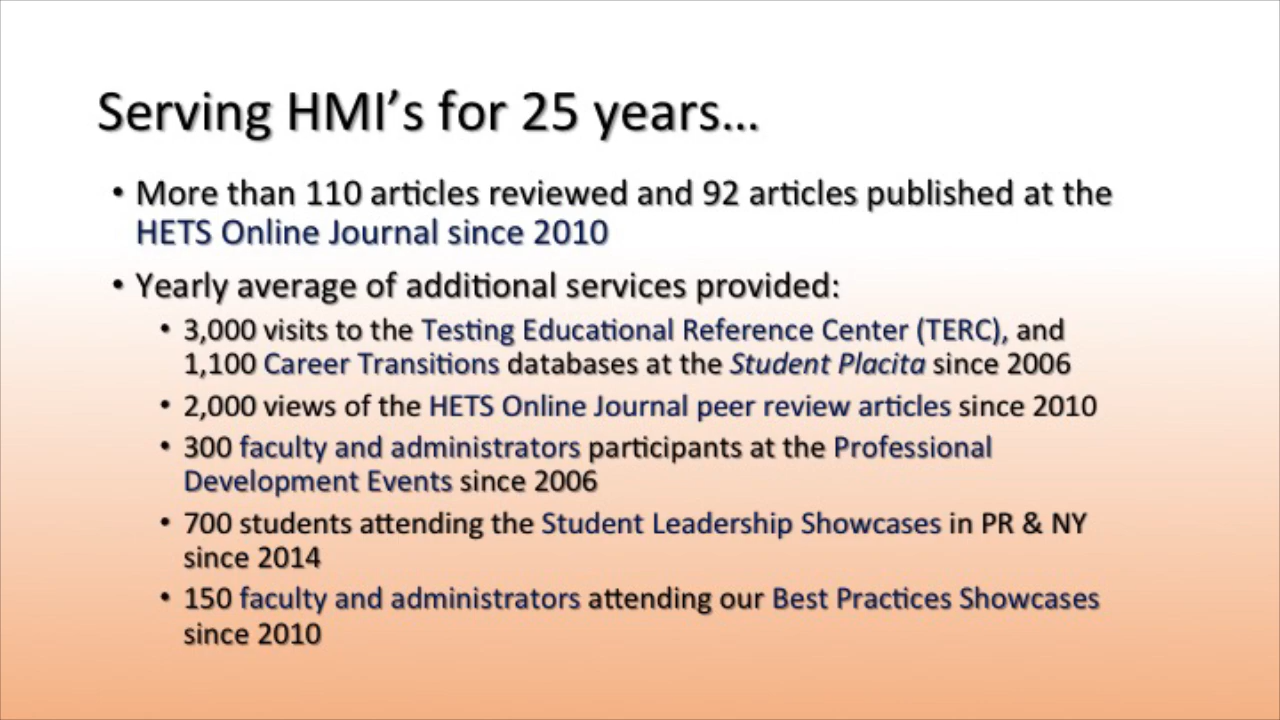 Serving HMI’s for 25 years…
• More than 110 articles reviewed and 92 articles published at the
HETS Online Journal since 2010
• Yearly average of additional services provided:
• 3,000 visits to the Testing Educational Reference Center (TERC), and
1,100 Career Transitions databases at the Student Placita since 2006
• 2,000 views of the HETS Online Journal peer review articles since 2010
• 300 faculty and administrators participants at the Professional
Development Events since 2006
• 700 students attending the Student Leadership Showcases in PR & NY
since 2014
• 150 faculty and administrators attending our Best Practices Showcases
since 2010